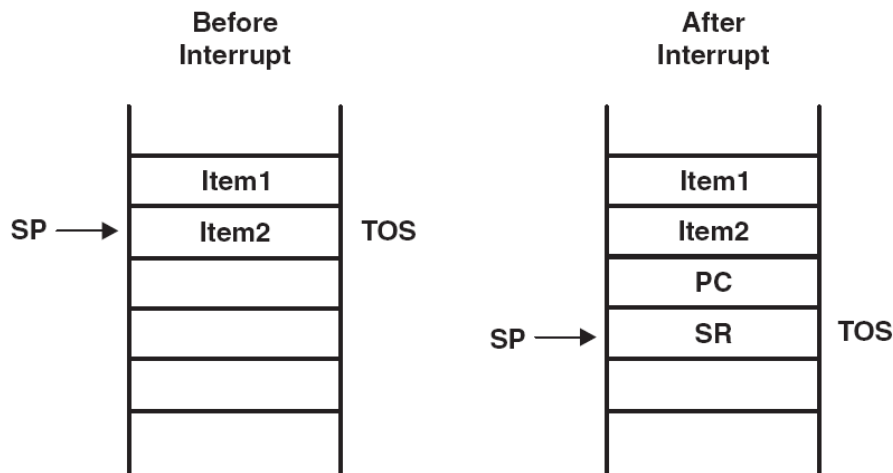 Before
Interrupt
After
Interrupt
Item1
Item1
SP
Item2
TOS
Item2
PC
SP
SR
TOS